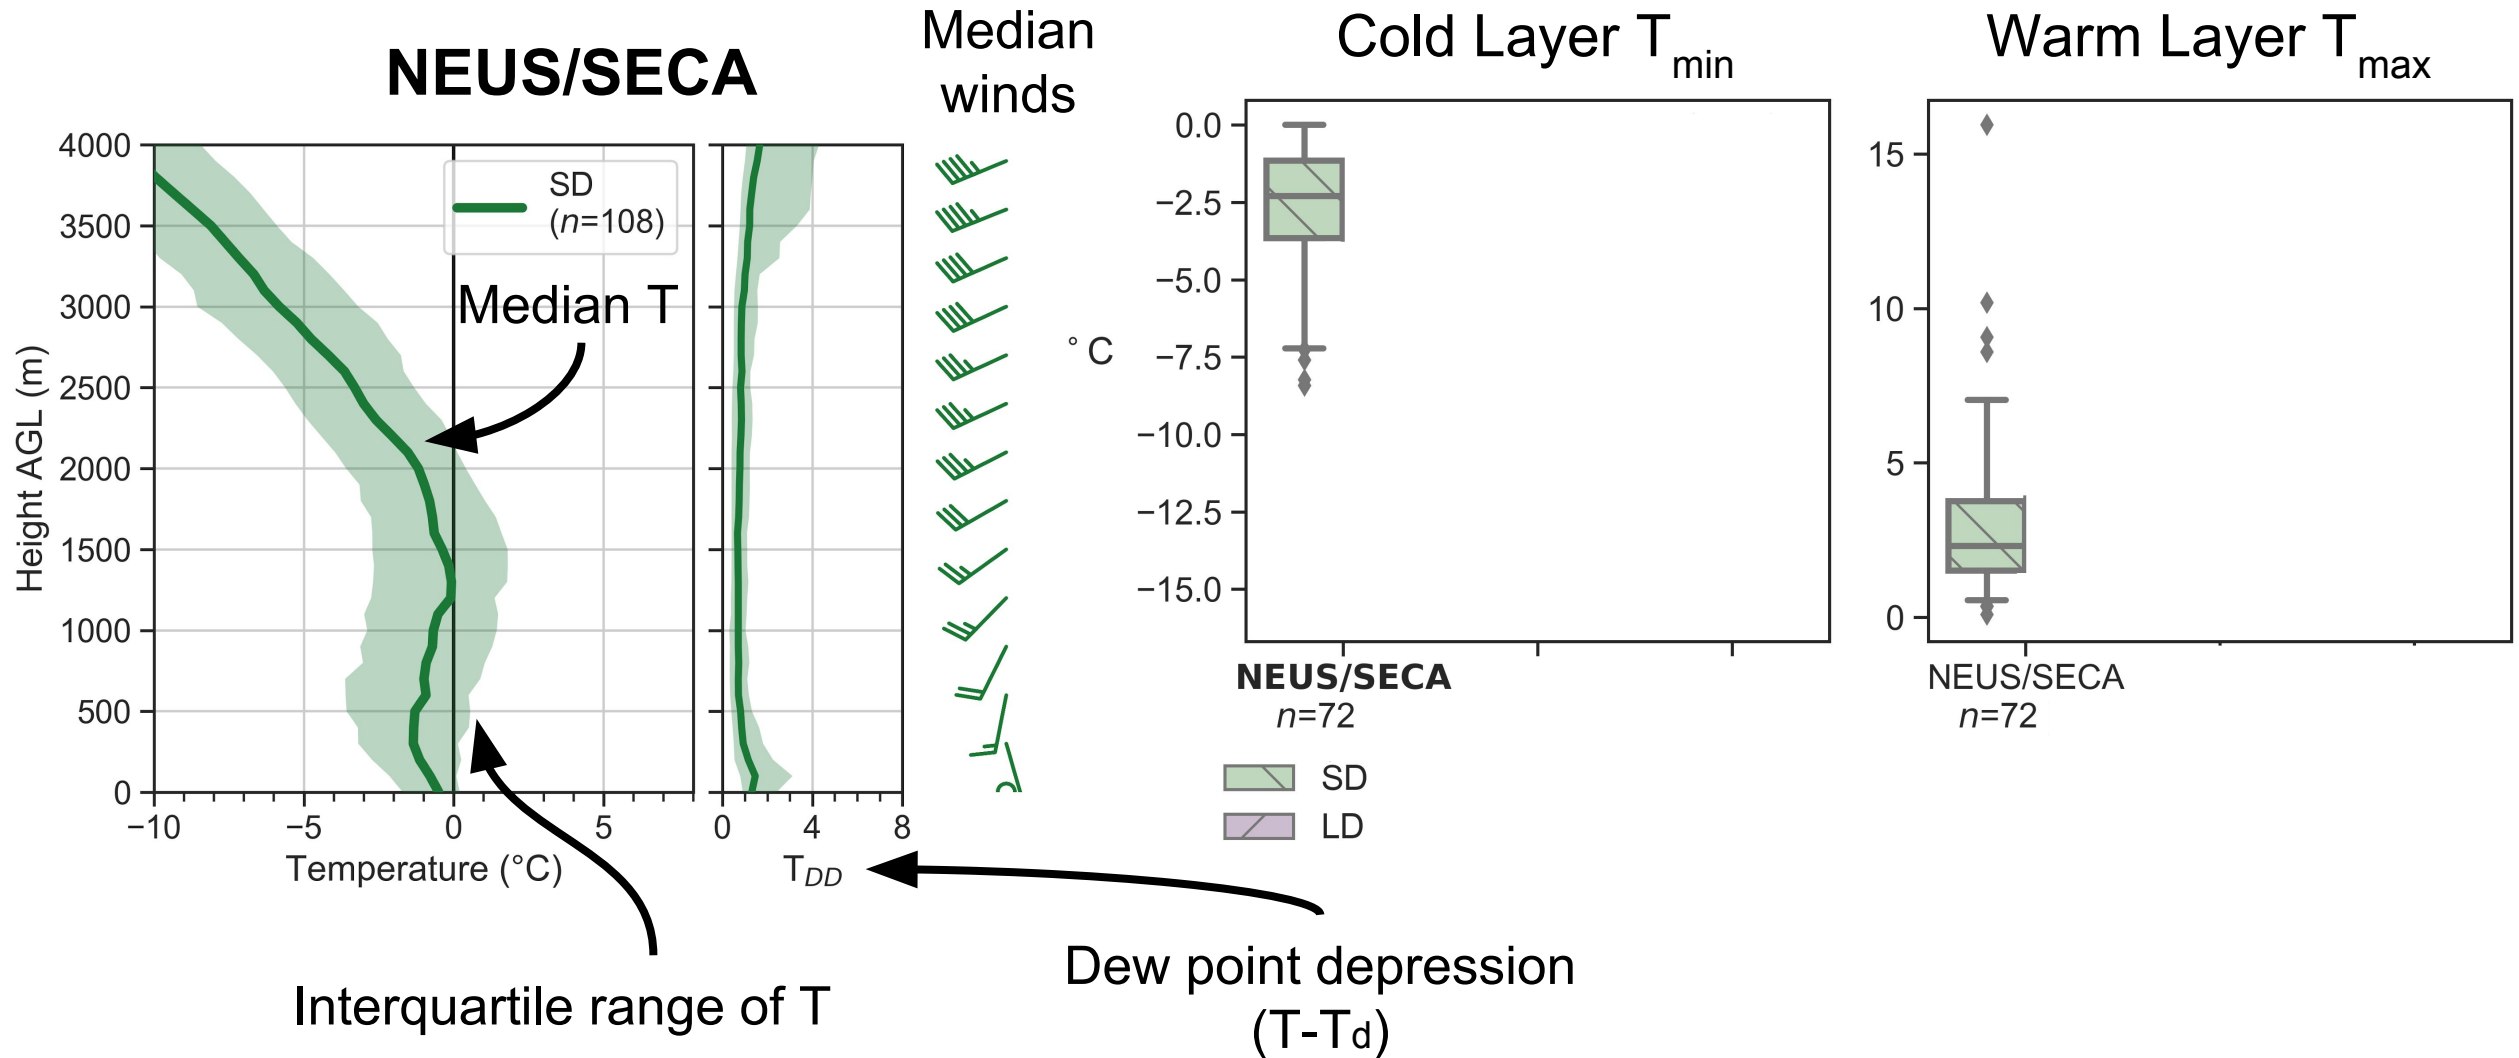 NEUS/SECA
Median
winds
Cold Layer Tmin
Warm Layer Tmax
4000
3500
3000
2500
2000
1500
1000
500
0
Height AGL (m)
SD
(n=108)
Median T
−10
−5
0
5
Temperature (°C)
0
4
8
TDD
°C
0.0
−2.5
−5.0
−7.5
−10.0
−12.5
−15.0
NEUS/SECA
n=72
SD
LD
15
10
5
0
NEUS/SECA
n=72
Interquartile range of T
Dew point depression
(T-Td)